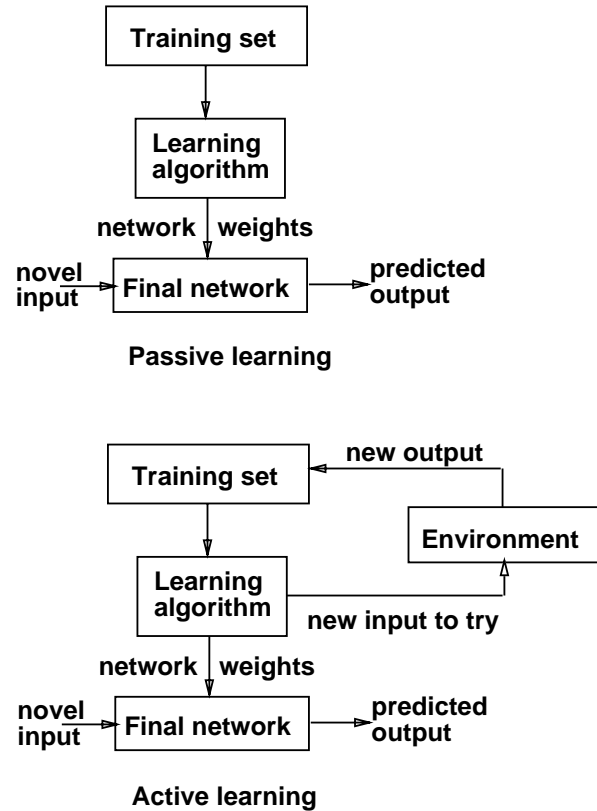 Training set
Learning
algorithm
network weights
novel
input
Final network
predicted
output
Passive learning
new output
Training set
Environment
Learning
algorithm
new input to try
network weights
novel
input
Final network
predicted
output
Active learning